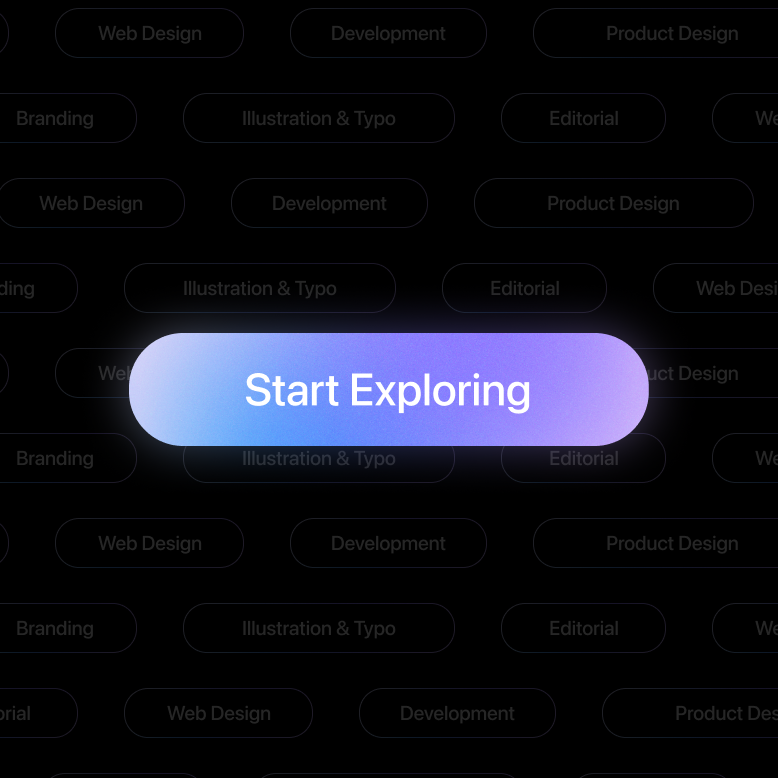 Web Design Development Product Design
Branding Illustration & Typo Editorial We
Web Design Development Product Design
ding Illustration & Typo Editorial Web Desi
Start Exploring
We uct Design
Branding Illustration & Typo Editorial We
Web Design Development Product Design
Branding Illustration & Typo Editorial We
orial Web Design Development Product Des